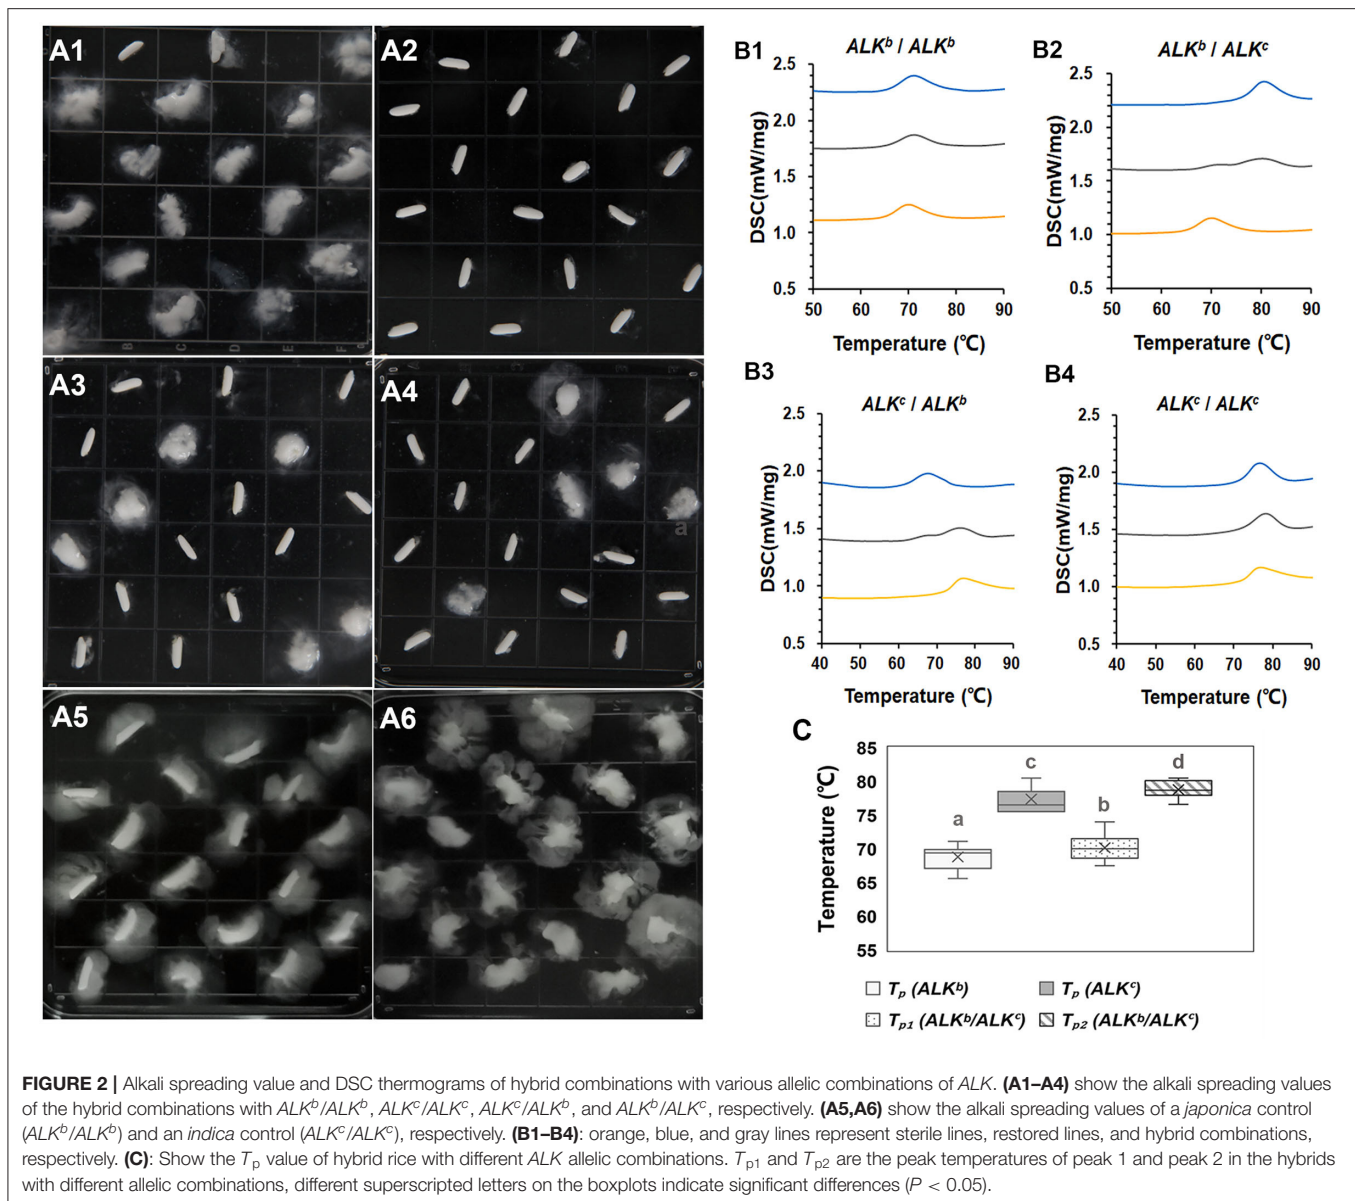 A1
A2
B
C
D
E
F
A3
A4
a
A5
A6
B1
ALKᵇ / ALKᵇ
DSC(mW/mg)
2.5
2.0
1.5
1.0
0.5
50 60 70 80 90
Temperature (℃)
B2
ALKᵇ / ALKᶜ
DSC(mW/mg)
2.5
2.0
1.5
1.0
0.5
50 60 70 80 90
Temperature (℃)
B3
ALKᶜ / ALKᵇ
DSC(mW/mg)
2.5
2.0
1.5
1.0
0.5
40 50 60 70 80 90
Temperature (℃)
B4
ALKᶜ / ALKᶜ
DSC(mW/mg)
2.5
2.0
1.5
1.0
0.5
40 50 60 70 80 90
Temperature (℃)
C
Temperature (℃)
85
80
75
70
65
60
55
a
c
b
d
Tₚ (ALKᵇ)
Tₚ (ALKᶜ)
Tₚ₁ (ALKᵇ/ALKᶜ)
Tₚ₂ (ALKᵇ/ALKᶜ)
FIGURE 2 | Alkali spreading value and DSC thermograms of hybrid combinations with various allelic combinations of ALK. (A1–A4) show the alkali spreading values
of the hybrid combinations with ALKᵇ/ALKᵇ, ALKᶜ/ALKᶜ, ALKᶜ/ALKᵇ, and ALKᵇ/ALKᶜ, respectively. (A5,A6) show the alkali spreading values of a japonica control
(ALKᵇ/ALKᵇ) and an indica control (ALKᶜ/ALKᶜ), respectively. (B1–B4): orange, blue, and gray lines represent sterile lines, restored lines, and hybrid combinations,
respectively. (C): Show the Tₚ value of hybrid rice with different ALK allelic combinations. Tₚ₁ and Tₚ₂ are the peak temperatures of peak 1 and peak 2 in the hybrids
with different allelic combinations, different superscripted letters on the boxplots indicate significant differences (P < 0.05).